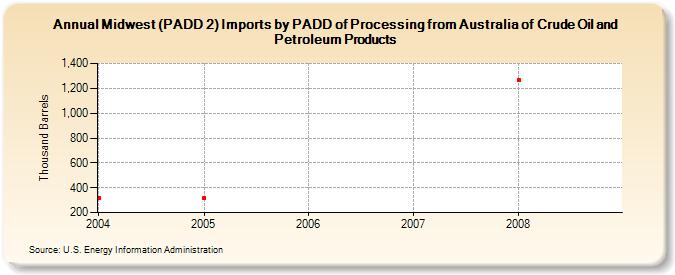 Annual Midwest (PADD 2) Imports by PADD of Processing from Australia of Crude Oil and
Petroleum Products
Thousand Barrels
1,400
1,200
1,000
800
600
400
200
2004 2005 2006 2007 2008
Source: U.S. Energy Information Administration